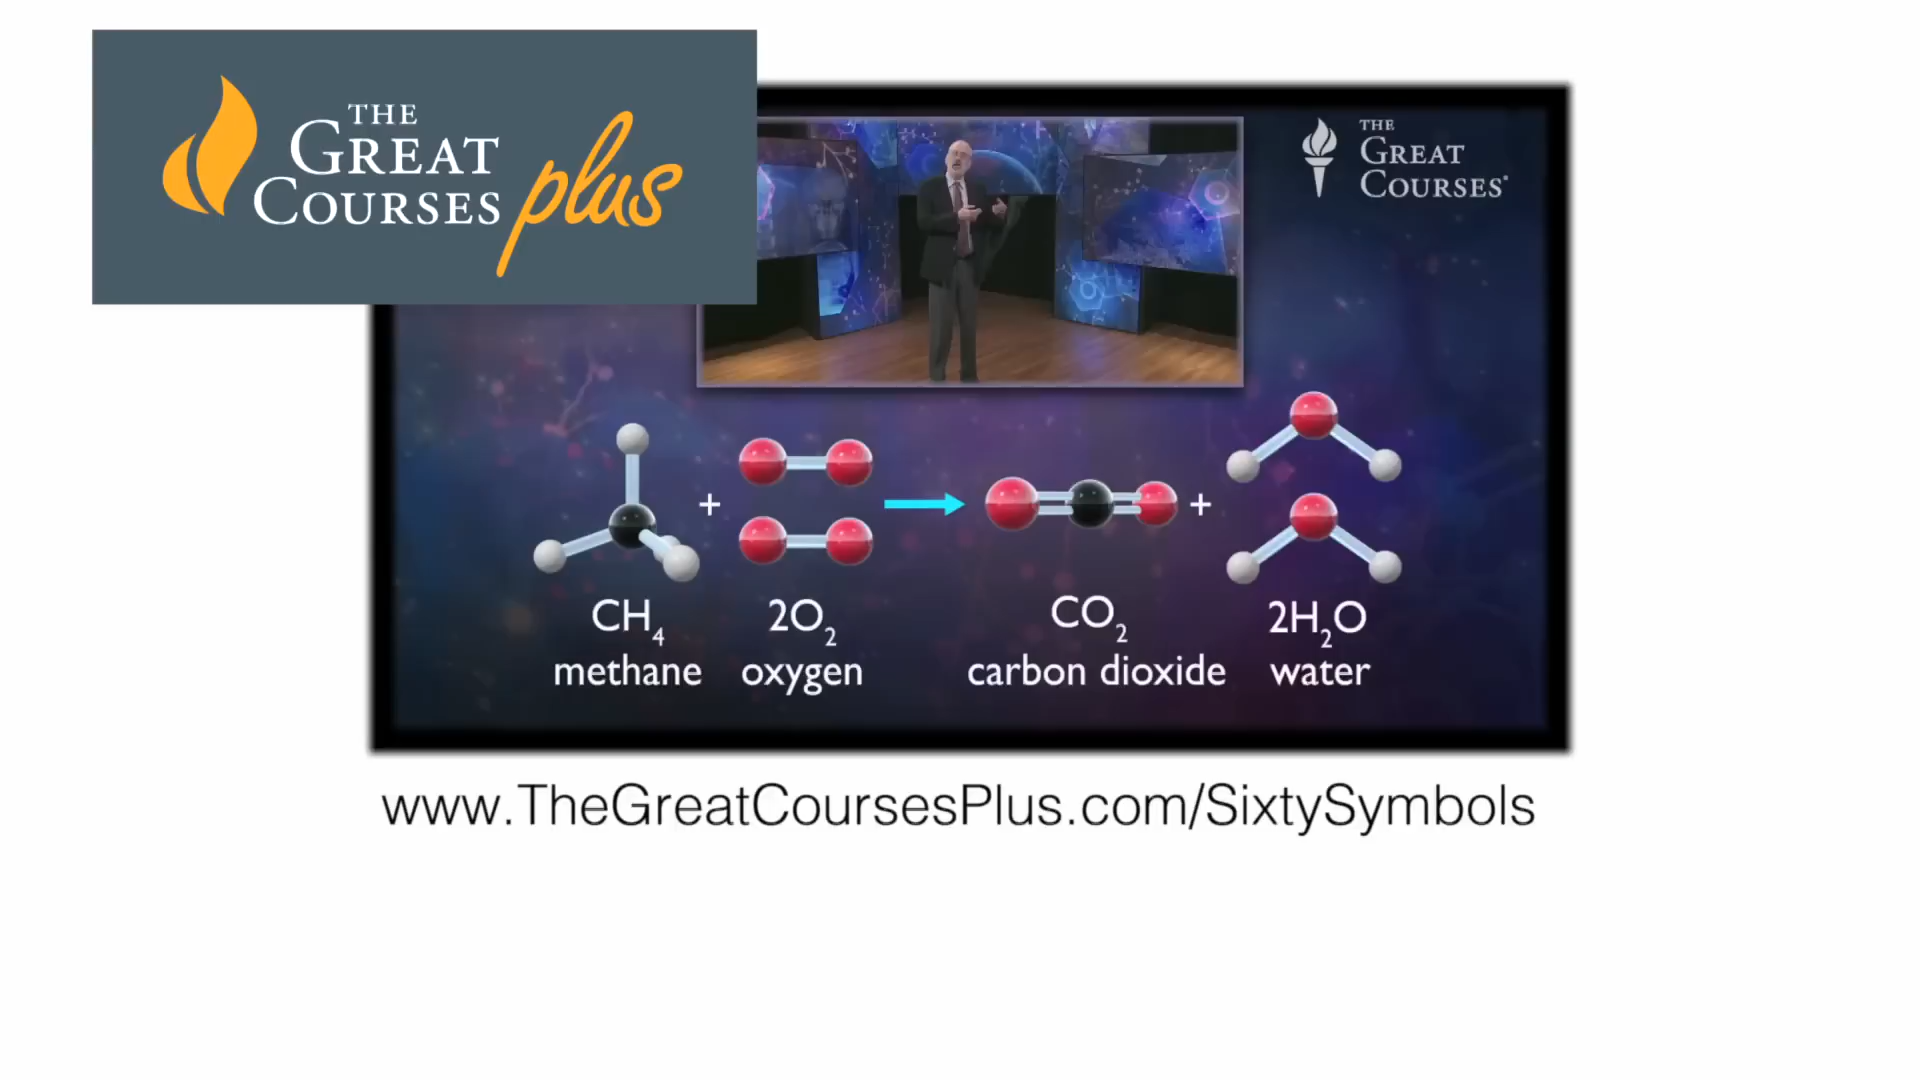 THE
GREAT
COURSES plus
THE
GREAT
COURSES®
+
+
CH₄
2O₂
CO₂
2H₂O
methane
oxygen
carbon dioxide
water
www.TheGreatCoursesPlus.com/SixtySymbols